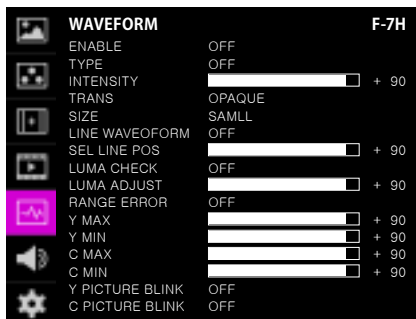 WAVEFORM F-7H
ENABLE OFF
TYPE OFF
INTENSITY + 90
TRANS OPAQUE
SIZE SAMLL
LINE WAVEOFORM OFF
SEL LINE POS + 90
LUMA CHECK OFF
LUMA ADJUST + 90
RANGE ERROR OFF
Y MAX + 90
Y MIN + 90
C MAX + 90
C MIN + 90
Y PICTURE BLINK OFF
C PICTURE BLINK OFF